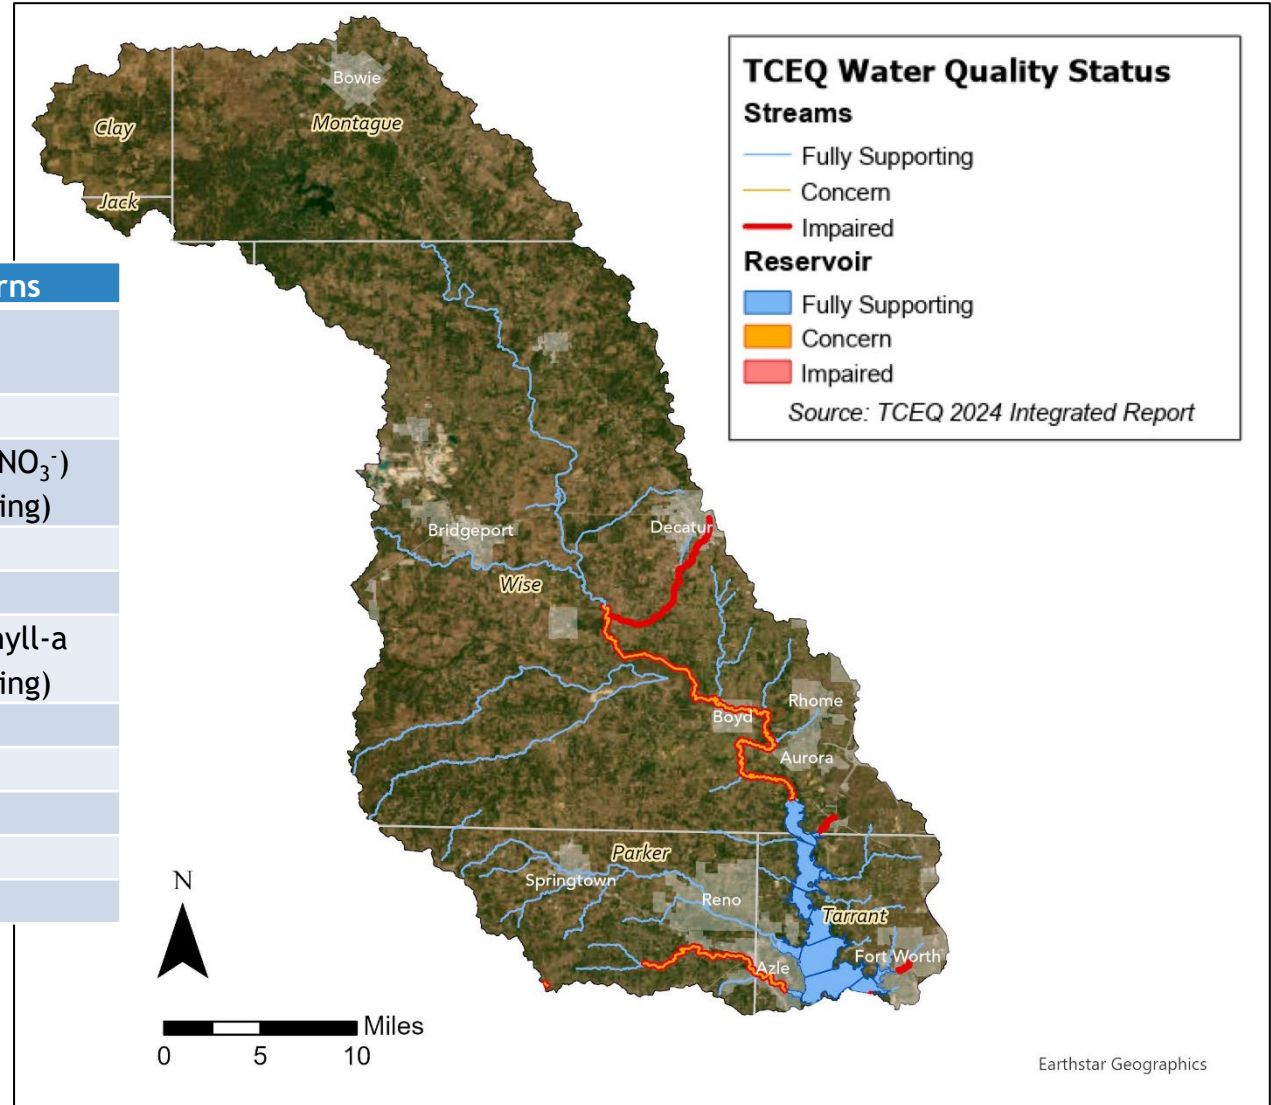 TCEQ Water Quality Status
Streams
Fully Supporting
Concern
Impaired
Reservoir
Fully Supporting
Concern
Impaired
Source: TCEQ 2024 Integrated Report
Bowie
Clay
Montague
Jack
rns
NO₃⁻)
ing)
Decatur
Bridgeport
Wise
nyll-a
ing)
Rhome
Boyd
Aurora
Parker
Springtown
Reno
Tarrant
Fort Worth
Azle
N
Miles
0 5 10
Earthstar Geographics